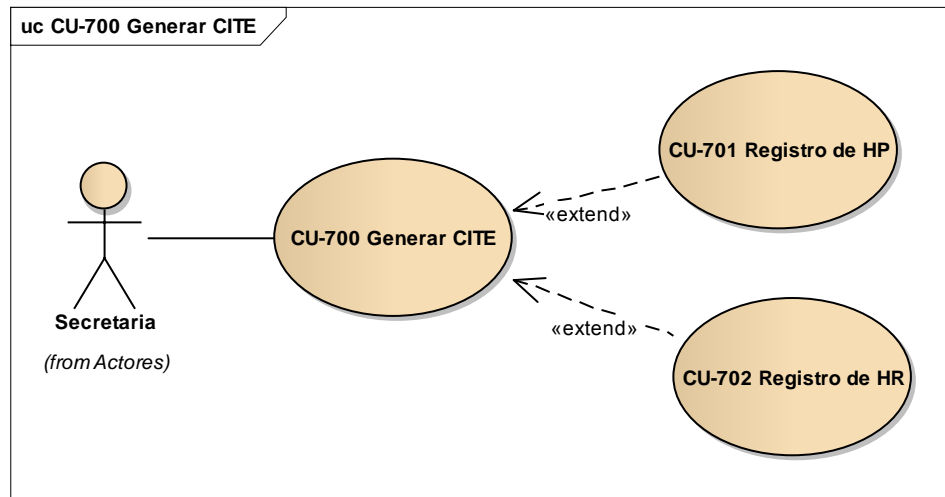 uc CU-700 Generar CITE
CU-701 Registro de HP
«extend»
CU-700 Generar CITE
Secretaria
(from Actores)
«extend»
CU-702 Registro de HR